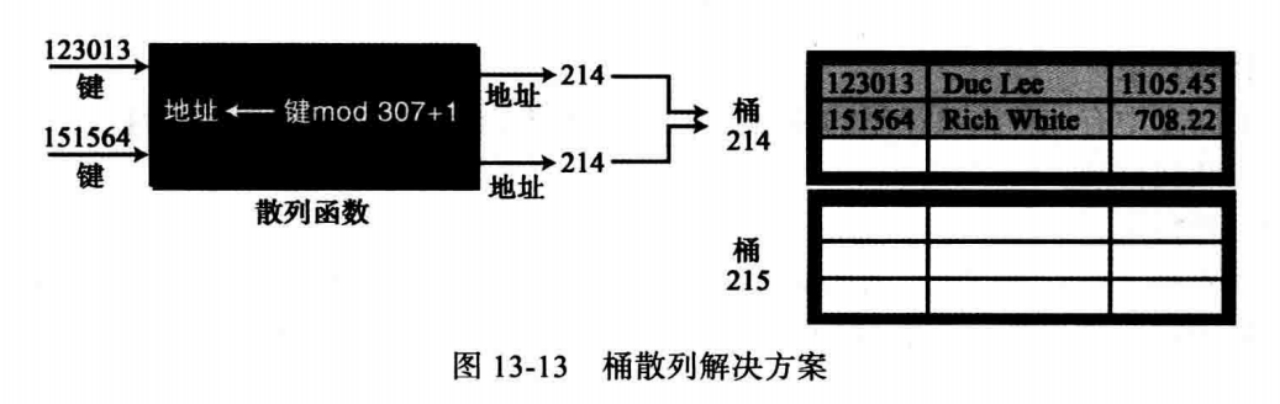 123013
键
151564
键
地址 ← 键mod 307+1
散列函数
214
地址
214
地址
桶
214
123013 Duc Lee 1105.45
151564 Rich White 708.22
桶
215
图 13-13 桶散列解决方案